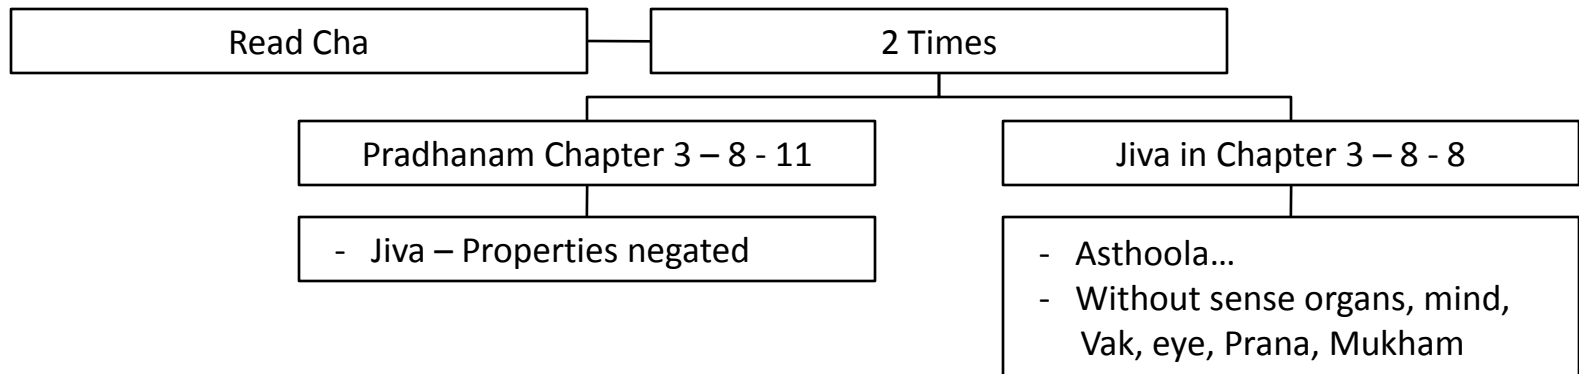 Read Cha
2 Times
Pradhanam Chapter 3 – 8 - 11
Jiva in Chapter 3 – 8 - 8
- Jiva – Properties negated
- Asthoola…
- Without sense organs, mind,
Vak, eye, Prana, Mukham